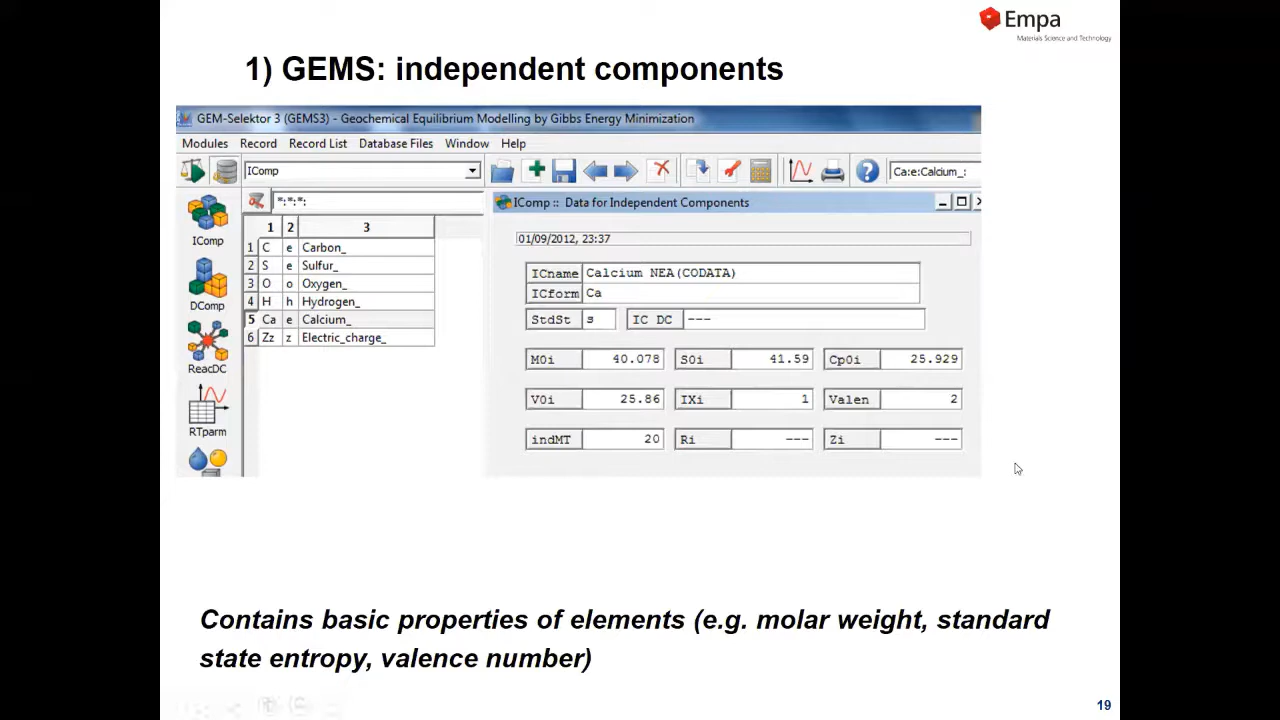 Empa
Materials Science and Technology
1) GEMS: independent components
GEM-Selektor 3 (GEMS3) - Geochemical Equilibrium Modelling by Gibbs Energy Minimization
Modules Record Record List Database Files Window Help
IComp
Ca:e:Calcium_:
*:*:*:
IComp :: Data for Independent Components
1 2 3
1 C e Carbon_
2 S e Sulfur_
3 O o Oxygen_
4 H h Hydrogen_
5 Ca e Calcium_
6 Zz z Electric_charge_
IComp
DComp
ReacDC
RTparm
01/09/2012, 23:37
ICname Calcium NEA(CODATA)
ICform Ca
StdSt s IC DC ---
M0i 40.078 S0i 41.59 Cp0i 25.929
V0i 25.86 IXi 1 Valen 2
indMT 20 Ri --- Zi ---
Contains basic properties of elements (e.g. molar weight, standard
state entropy, valence number)
19